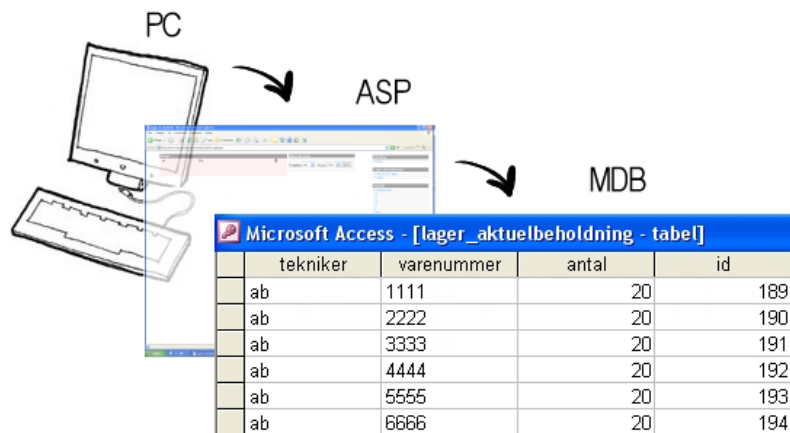 PC
ASP
MDB
Microsoft Access - [lager_aktuelbeholdning - tabel]
tekniker varenummer antal id
ab 1111 20 189
ab 2222 20 190
ab 3333 20 191
ab 4444 20 192
ab 5555 20 193
ab 6666 20 194